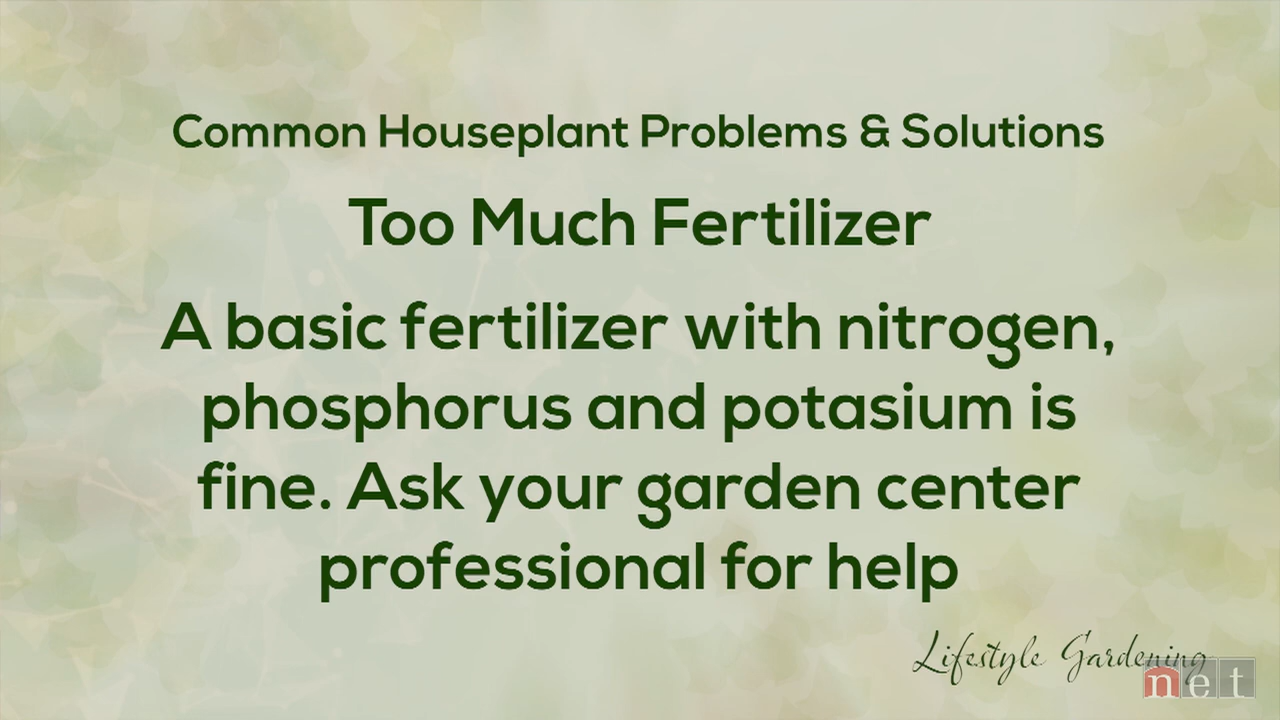 Common Houseplant Problems & Solutions
Too Much Fertilizer
A basic fertilizer with nitrogen,
phosphorus and potasium is
fine. Ask your garden center
professional for help
Lifestyle Gardening
net